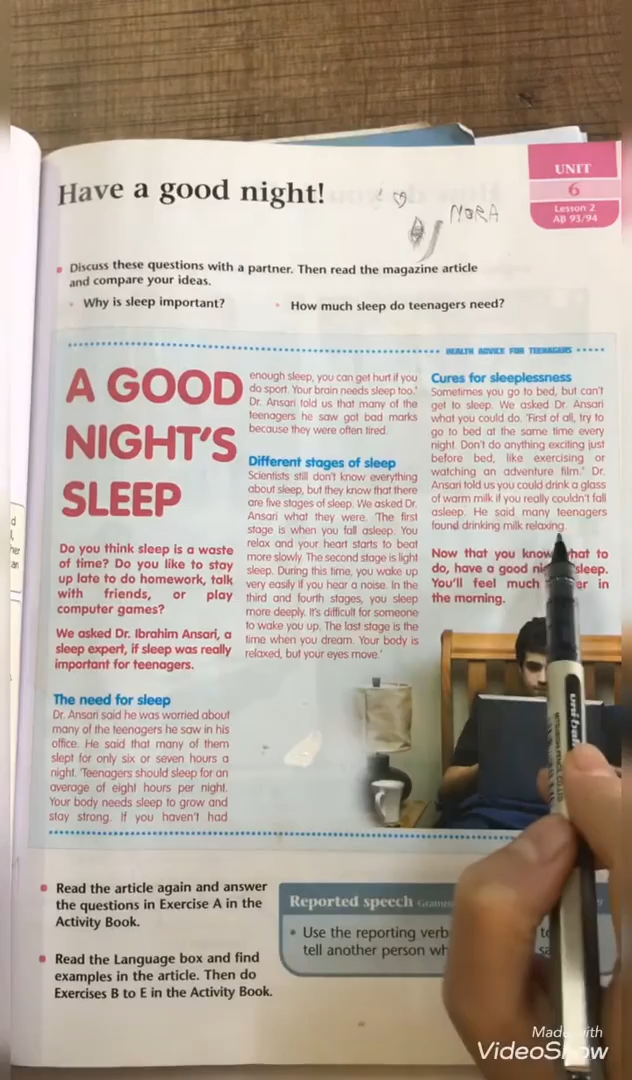 Have a good night!
NORA
UNIT
6
Lesson 2
AB 93/94
Discuss these questions with a partner. Then read the magazine article
and compare your ideas.
Why is sleep important?
How much sleep do teenagers need?
HEALTH ADVICE FOR TEENAGERS
A GOOD
NIGHT'S
SLEEP
Do you think sleep is a waste
of time? Do you like to stay
up late to do homework, talk
with friends, or play
computer games?
We asked Dr. Ibrahim Ansari, a
sleep expert, if sleep was really
important for teenagers.
The need for sleep
Dr. Ansari said he was worried about
many of the teenagers he saw in his
office. He said that many of them
slept for only six or seven hours a
night. 'Teenagers should sleep for an
average of eight hours per night.
Your body needs sleep to grow and
stay strong. If you haven't had
enough sleep, you can get hurt if you
do sport. Your brain needs sleep too.'
Dr. Ansari told us that many of the
teenagers he saw got bad marks
because they were often tired.
Different stages of sleep
Scientists still don't know everything
about sleep, but they know that there
are five stages of sleep. We asked Dr.
Ansari what they were. 'The first
stage is when you fall asleep. You
relax and your heart starts to beat
more slowly. The second stage is light
sleep. During this time, you wake up
very easily if you hear a noise. In the
third and fourth stages, you sleep
more deeply. It's difficult for someone
to wake you up. The last stage is the
time when you dream. Your body is
relaxed, but your eyes move.'
Cures for sleeplessness
Sometimes you go to bed, but can't
get to sleep. We asked Dr. Ansari
what you could do. 'First of all, try to
go to bed at the same time every
night. Don't do anything exciting just
before bed, like exercising or
watching an adventure film.' Dr.
Ansari told us you could drink a glass
of warm milk if you really couldn't fall
asleep. He said many teenagers
found drinking milk relaxing.
Now that you know hat to
do, have a good sleep.
You'll feel much er in
the morning.
Read the article again and answer
the questions in Exercise A in the
Activity Book.
Read the Language box and find
examples in the article. Then do
Exercises B to E in the Activity Book.
Reported speech
Use the reporting verb
tell another person wh
uni-ball
Made with
VideoShow